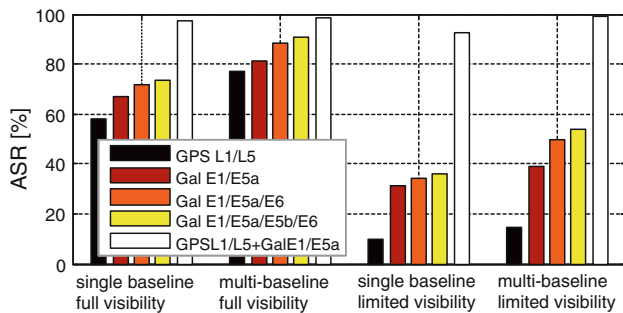 100
80
60
40
20
0
ASR [%]
GPS L1/L5
Gal E1/E5a
Gal E1/E5a/E6
Gal E1/E5a/E5b/E6
GPSL1/L5+GalE1/E5a
single baseline
full visibility
multi-baseline
full visibility
single baseline
limited visibility
multi-baseline
limited visibility